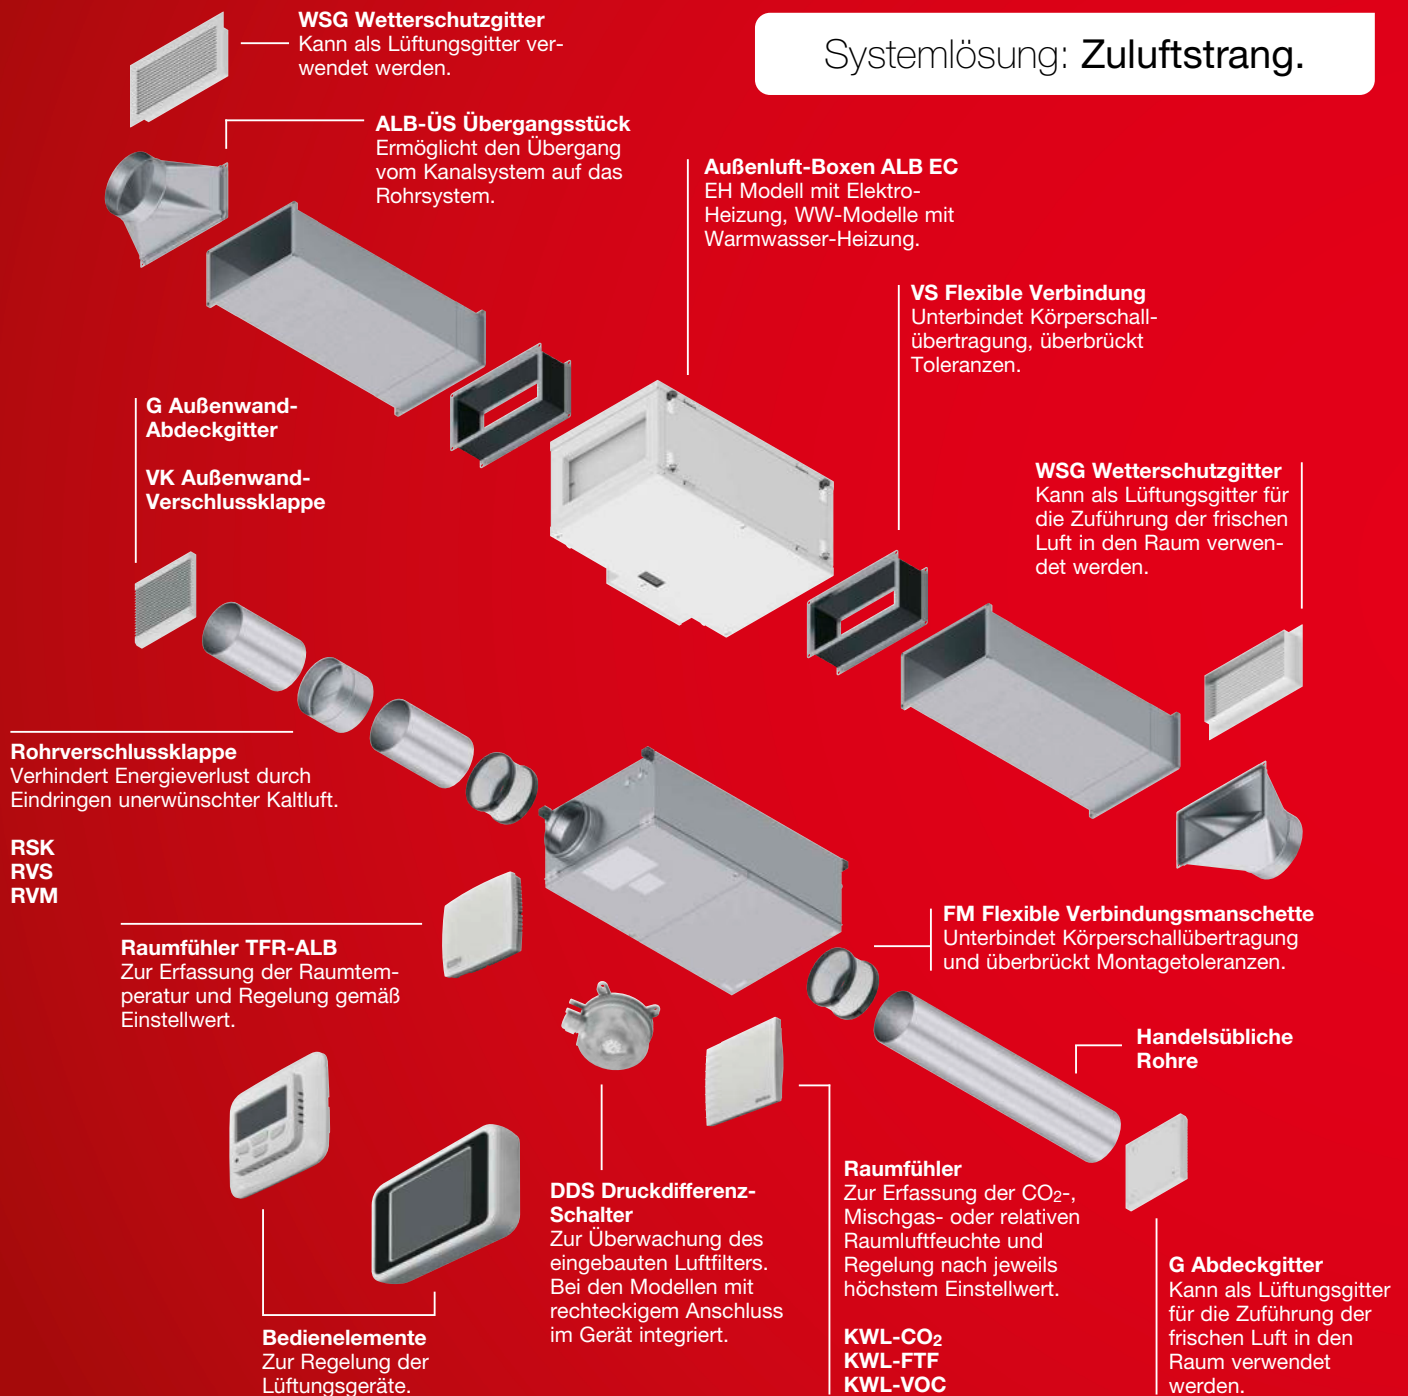 WSG Wetterschutzgitter
Kann als Lüftungsgitter ver-
wendet werden.
Systemlösung: Zuluftstrang.
ALB-ÜS Übergangsstück
Ermöglicht den Übergang
vom Kanalsystem auf das
Rohrsystem.
Außenluft-Boxen ALB EC
EH Modell mit Elektro-
Heizung, WW-Modelle mit
Warmwasser-Heizung.
VS Flexible Verbindung
Unterbindet Körperschall-
übertragung, überbrückt
Toleranzen.
G Außenwand-
Abdeckgitter
VK Außenwand-
Verschlussklappe
WSG Wetterschutzgitter
Kann als Lüftungsgitter für
die Zuführung der frischen
Luft in den Raum verwen-
det werden.
Rohrverschlussklappe
Verhindert Energieverlust durch
Eindringen unerwünschter Kaltluft.
RSK
RVS
RVM
Raumfühler TFR-ALB
Zur Erfassung der Raumtem-
peratur und Regelung gemäß
Einstellwert.
FM Flexible Verbindungsmanschette
Unterbindet Körperschallübertragung
und überbrückt Montagetoleranzen.
Handelsübliche
Rohre
Bedienelemente
Zur Regelung der
Lüftungsgeräte.
DDS Druckdifferenz-
Schalter
Zur Überwachung des
eingebauten Luftfilters.
Bei den Modellen mit
rechteckigem Anschluss
im Gerät integriert.
Raumfühler
Zur Erfassung der CO₂-,
Mischgas- oder relativen
Raumluftfeuchte und
Regelung nach jeweils
höchstem Einstellwert.
KWL-CO₂
KWL-FTF
KWL-VOC
G Abdeckgitter
Kann als Lüftungsgitter
für die Zuführung der
frischen Luft in den
Raum verwendet
werden.